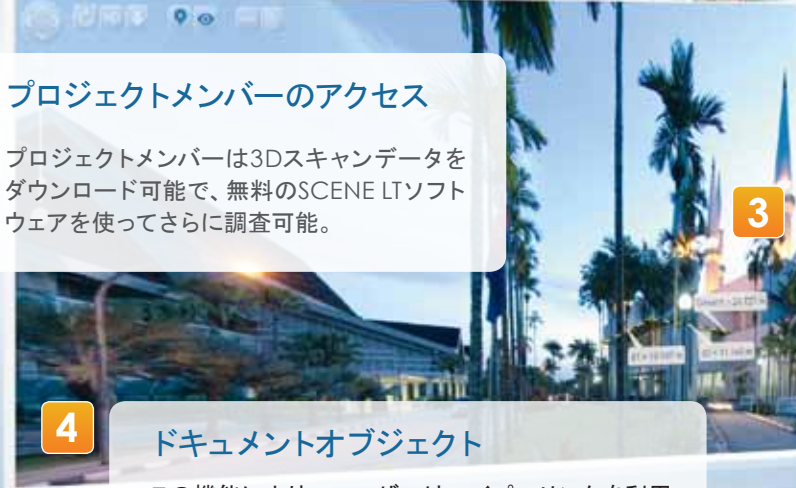 プロジェクトメンバーのアクセス
プロジェクトメンバーは3Dスキャンデータを
ダウンロード可能で、無料のSCENE LTソフト
ウェアを使ってさらに調査可能。
3
4
ドキュメントオブジェクト